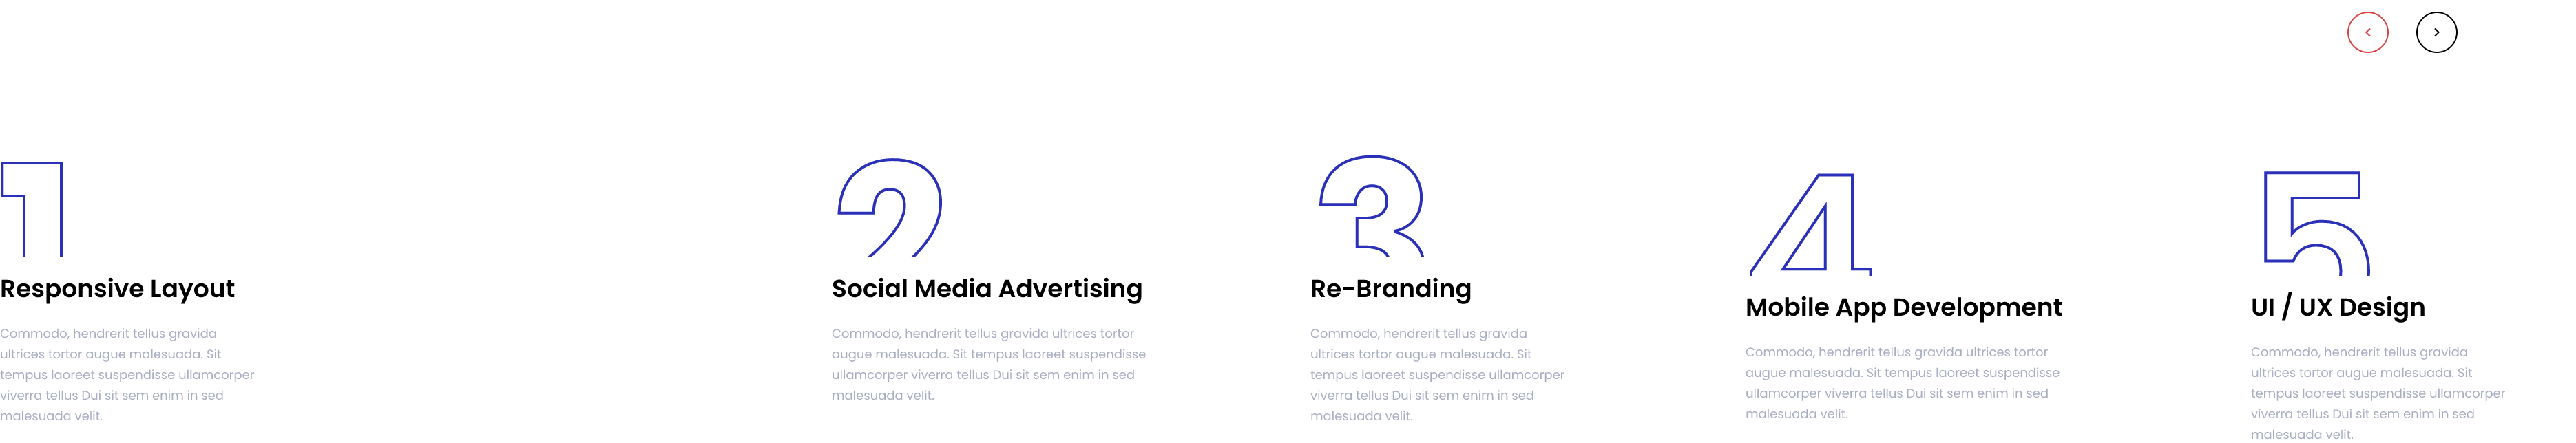 1
Responsive Layout
Commodo, hendrerit tellus gravida
ultrices tortor augue malesuada. Sit
tempus laoreet suspendisse ullamcorper
viverra tellus Dui sit sem enim in sed
malesuada velit.
2
Social Media Advertising
Commodo, hendrerit tellus gravida ultrices tortor
augue malesuada. Sit tempus laoreet suspendisse
ullamcorper viverra tellus Dui sit sem enim in sed
malesuada velit.
3
Re-Branding
Commodo, hendrerit tellus gravida
ultrices tortor augue malesuada. Sit
tempus laoreet suspendisse ullamcorper
viverra tellus Dui sit sem enim in sed
malesuada velit.
4
Mobile App Development
Commodo, hendrerit tellus gravida ultrices tortor
augue malesuada. Sit tempus laoreet suspendisse
ullamcorper viverra tellus Dui sit sem enim in sed
malesuada velit.
5
UI / UX Design
Commodo, hendrerit tellus gravida
ultrices tortor augue malesuada. Sit
tempus laoreet suspendisse ullamcorper
viverra tellus Dui sit sem enim in sed
malesuada velit.